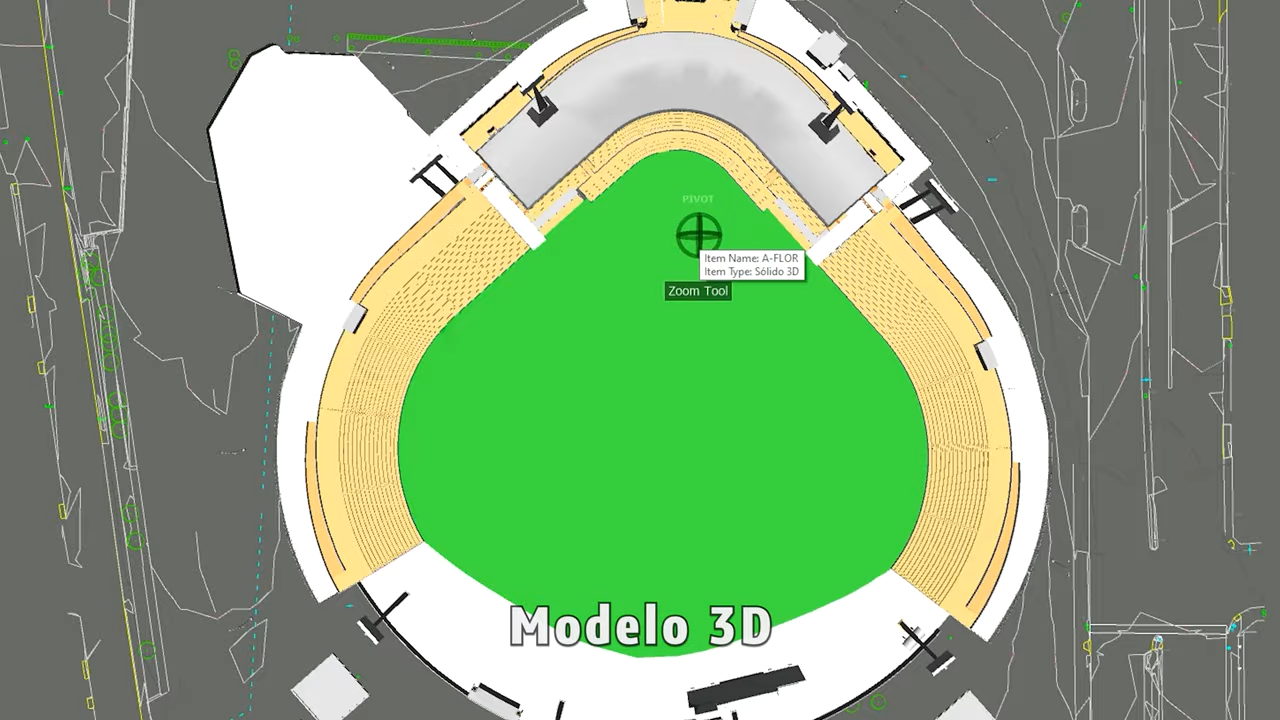 PIVOT
Item Name: A-FLOR
Item Type: Sólido 3D
Zoom Tool
Modelo 3D